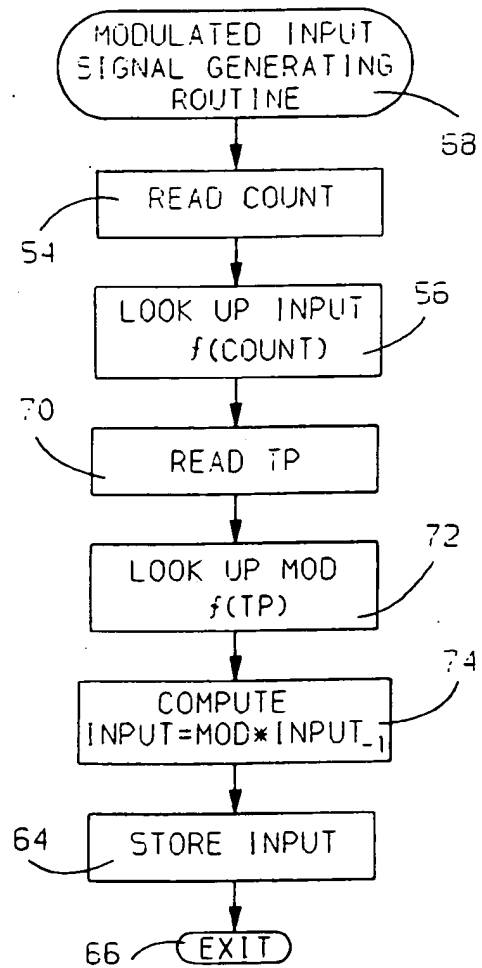 MODULATED INPUT
SIGNAL GENERATING
ROUTINE
68
READ COUNT
54
LOOK UP INPUT
f(COUNT)
56
70
READ TP
LOOK UP MOD
f(TP)
72
74
COMPUTE
INPUT=MOD*INPUT₋₁
64
STORE INPUT
66
EXIT